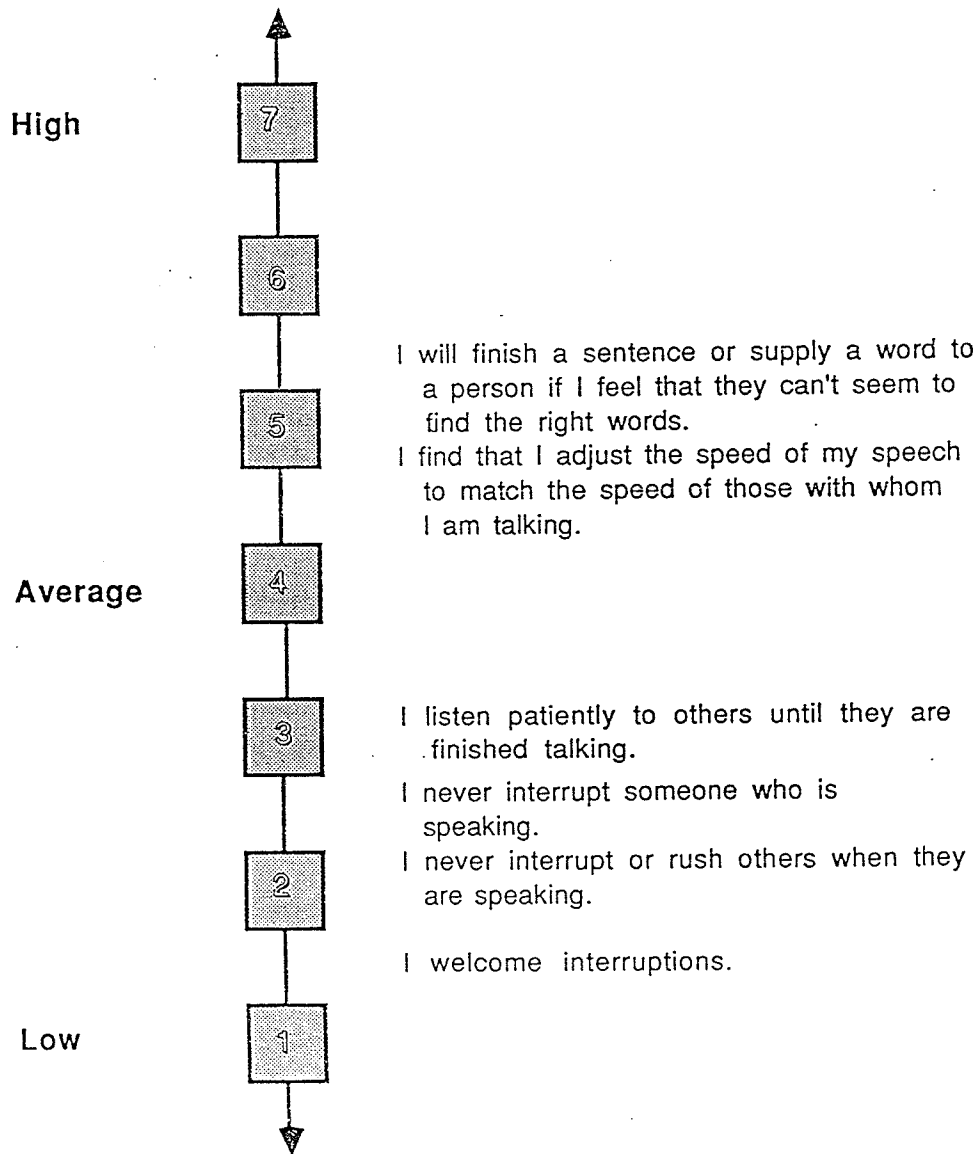 High
7
6
I will finish a sentence or supply a word to
a person if I feel that they can't seem to
find the right words.
5
I find that I adjust the speed of my speech
to match the speed of those with whom
I am talking.
Average
4
3
I listen patiently to others until they are
finished talking.
I never interrupt someone who is
speaking.
I never interrupt or rush others when they
are speaking.
2
I welcome interruptions.
Low
1